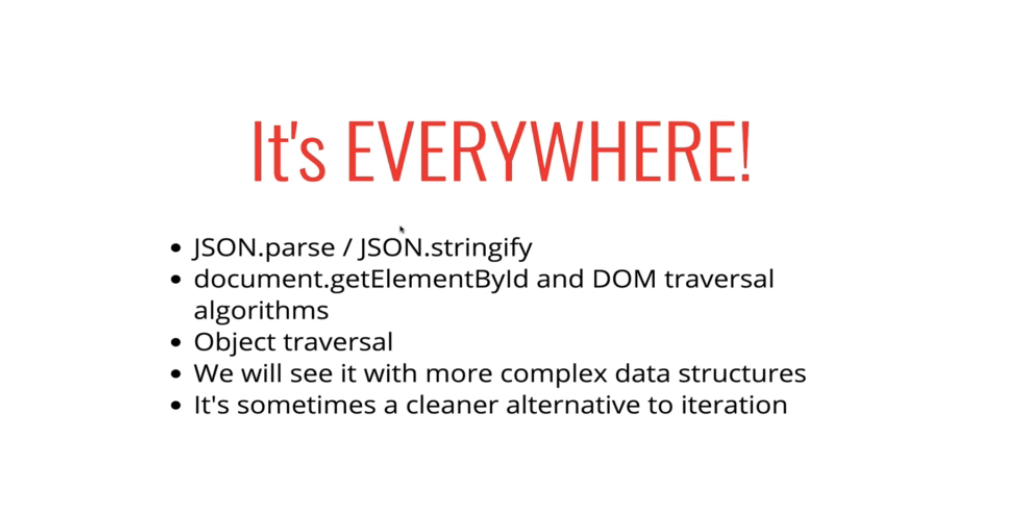 It's EVERYWHERE!
JSON.parse / JSON.stringify
document.getElementById and DOM traversal
algorithms
Object traversal
We will see it with more complex data structures
It's sometimes a cleaner alternative to iteration